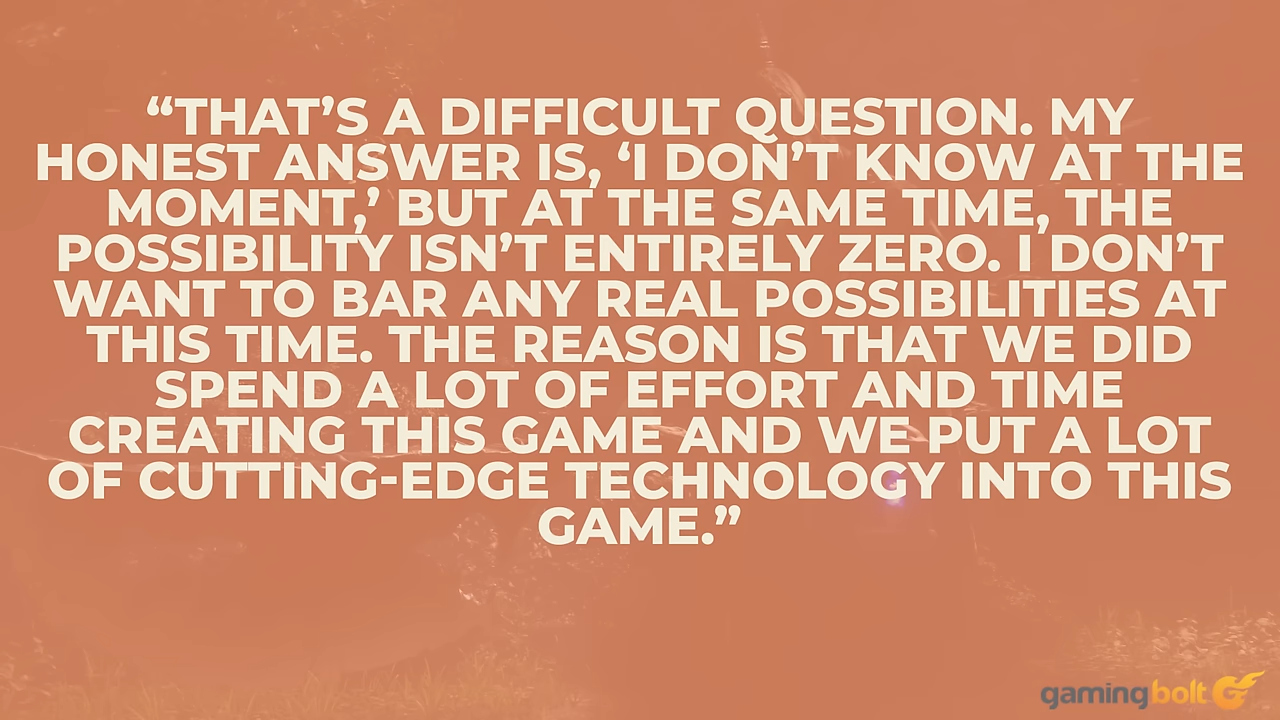 “THAT’S A DIFFICULT QUESTION. MY
HONEST ANSWER IS, ‘I DON’T KNOW AT THE
MOMENT,’ BUT AT THE SAME TIME, THE
POSSIBILITY ISN’T ENTIRELY ZERO. I DON’T
WANT TO BAR ANY REAL POSSIBILITIES AT
THIS TIME. THE REASON IS THAT WE DID
SPEND A LOT OF EFFORT AND TIME
CREATING THIS GAME AND WE PUT A LOT
OF CUTTING-EDGE TECHNOLOGY INTO THIS
GAME.”
gamingbolt